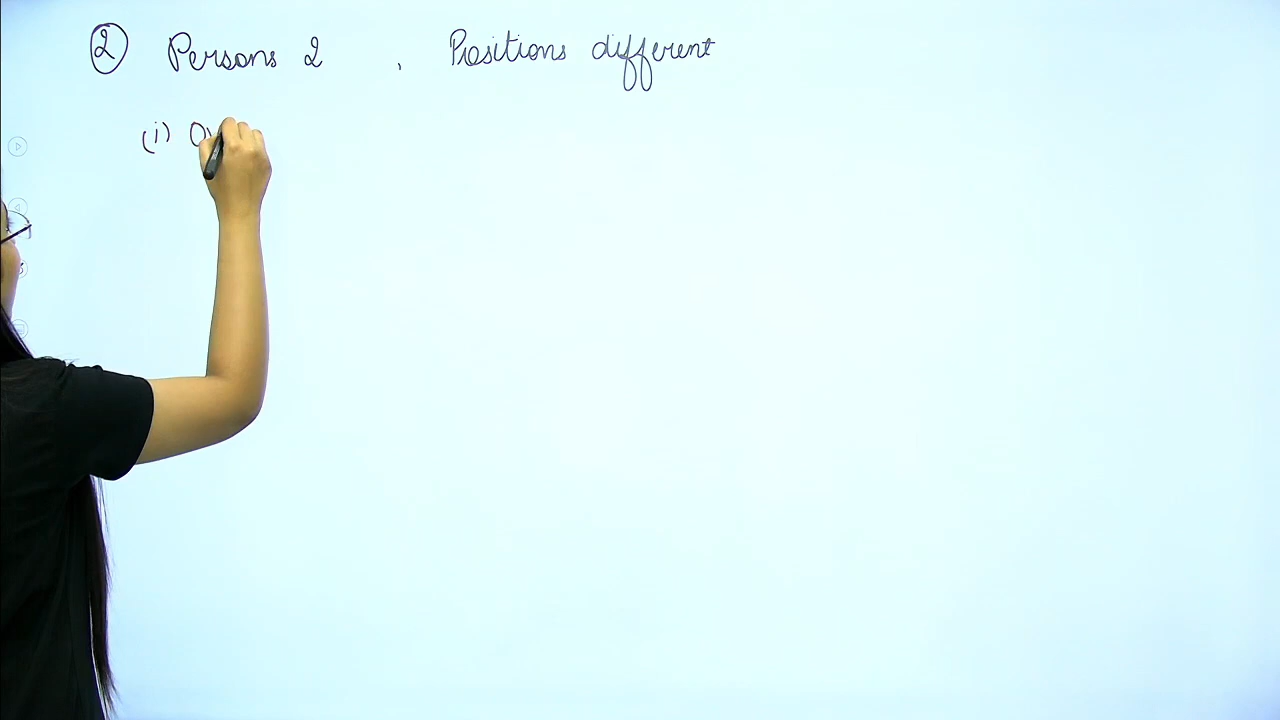 ② Persons 2 , Positions different
(i)